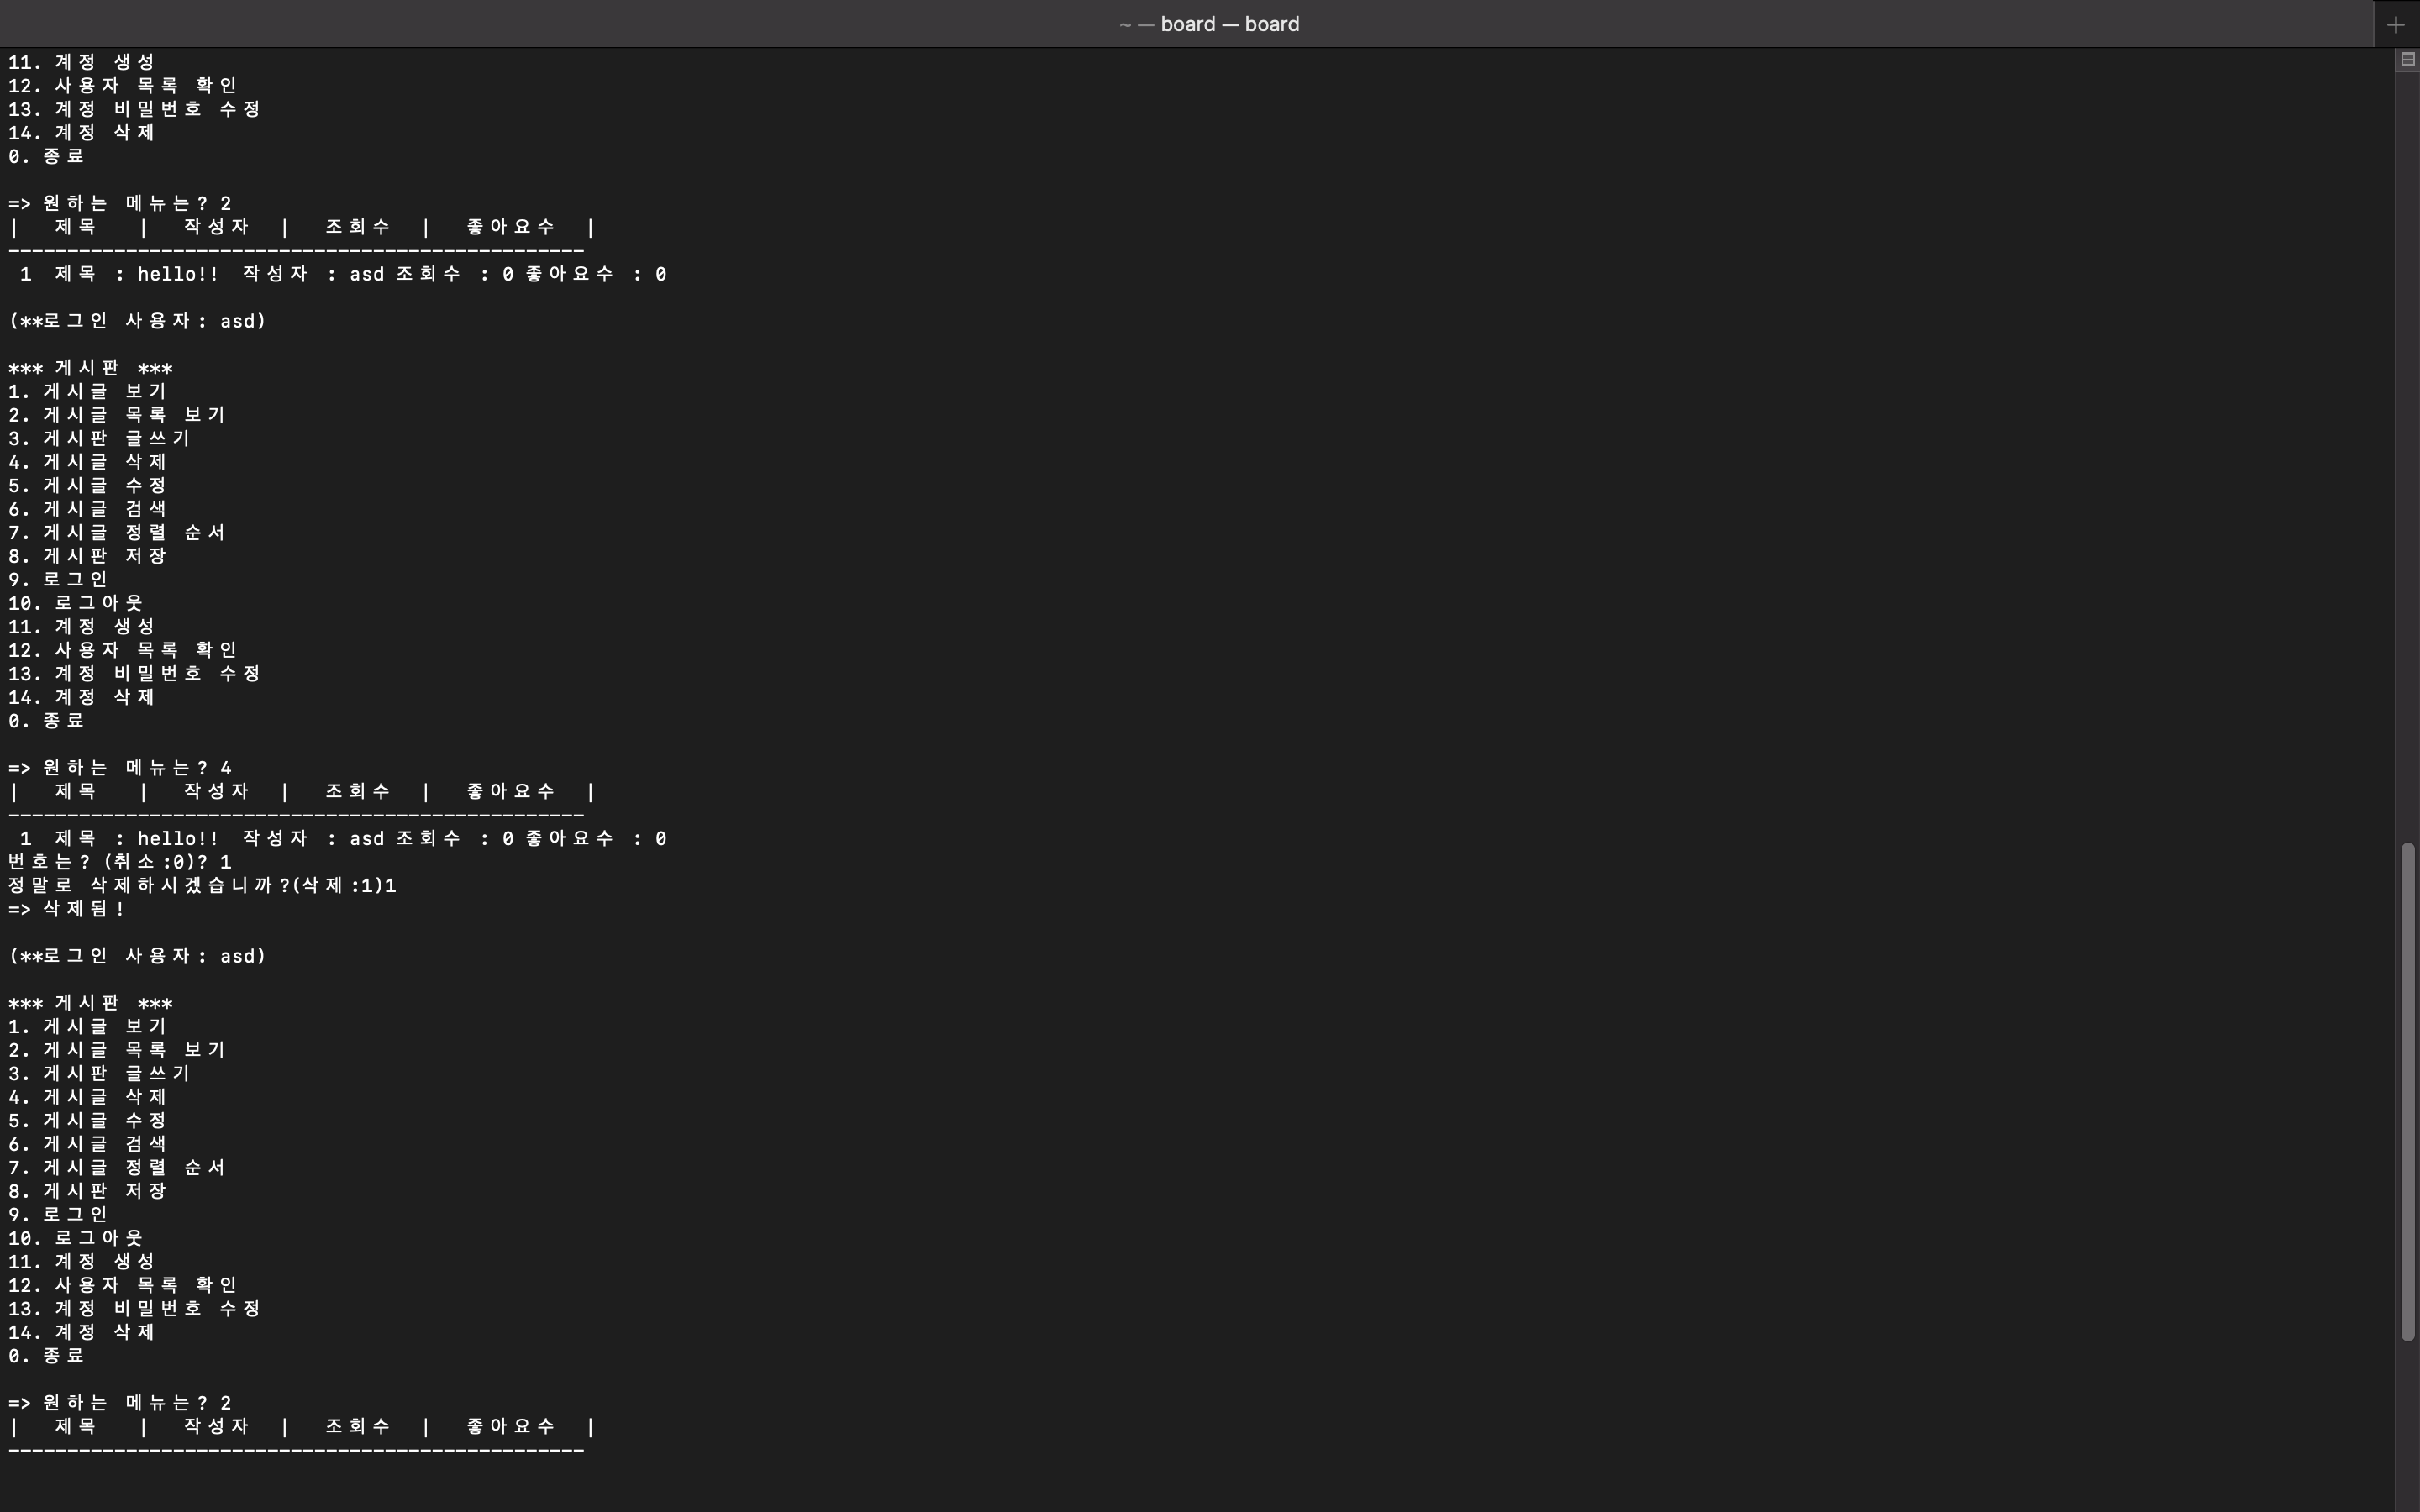 ~ — board — board
11. 계정 생성
12. 사용자 목록 확인
13. 계정 비밀번호 수정
14. 계정 삭제
0. 종료
=> 원하는 메뉴는? 2
|   제목    |   작성자   |   조회수   |   좋아요수   |
-------------------------------------------------
 1  제목 : hello!!  작성자 : asd 조회수 : 0 좋아요수 : 0
(**로그인 사용자: asd)
*** 게시판 ***
1. 게시글 보기
2. 게시글 목록 보기
3. 게시판 글쓰기
4. 게시글 삭제
5. 게시글 수정
6. 게시글 검색
7. 게시글 정렬 순서
8. 게시판 저장
9. 로그인
10. 로그아웃
11. 계정 생성
12. 사용자 목록 확인
13. 계정 비밀번호 수정
14. 계정 삭제
0. 종료
=> 원하는 메뉴는? 4
|   제목    |   작성자   |   조회수   |   좋아요수   |
-------------------------------------------------
 1  제목 : hello!!  작성자 : asd 조회수 : 0 좋아요수 : 0
번호는? (취소:0)? 1
정말로 삭제하시겠습니까?(삭제:1)1
=> 삭제됨!
(**로그인 사용자: asd)
*** 게시판 ***
1. 게시글 보기
2. 게시글 목록 보기
3. 게시판 글쓰기
4. 게시글 삭제
5. 게시글 수정
6. 게시글 검색
7. 게시글 정렬 순서
8. 게시판 저장
9. 로그인
10. 로그아웃
11. 계정 생성
12. 사용자 목록 확인
13. 계정 비밀번호 수정
14. 계정 삭제
0. 종료
=> 원하는 메뉴는? 2
|   제목    |   작성자   |   조회수   |   좋아요수   |
-------------------------------------------------